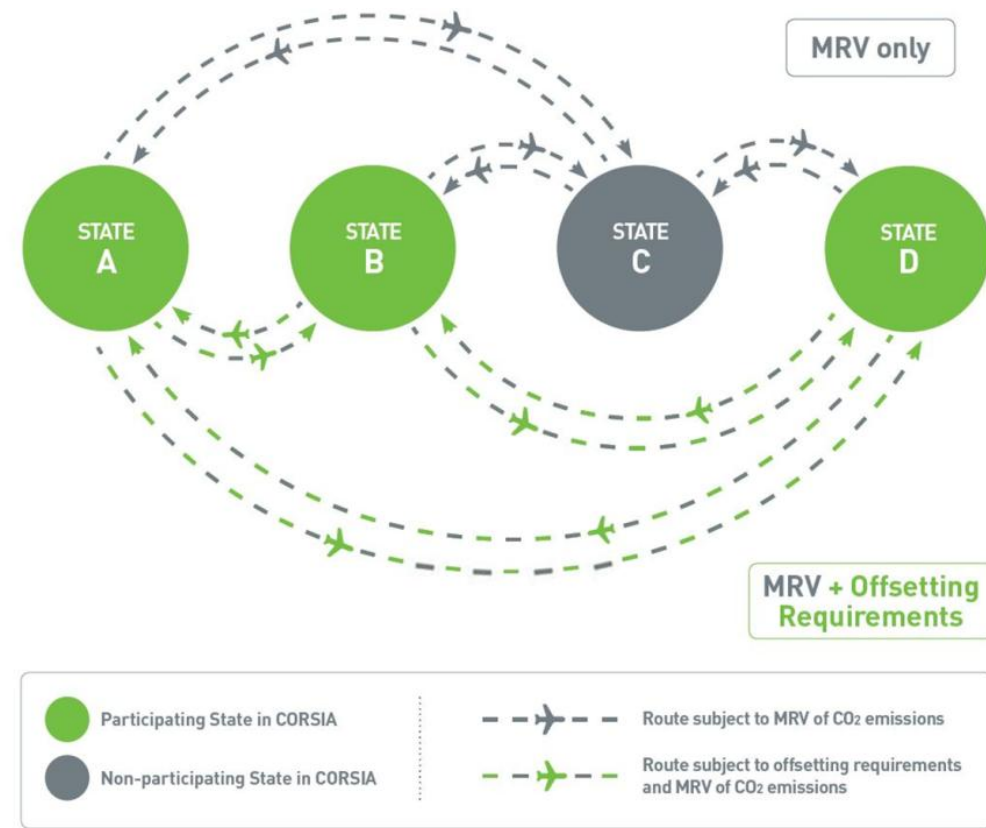 MRV only
STATE
A
STATE
B
STATE
C
STATE
D
MRV + Offsetting
Requirements
Participating State in CORSIA
Non-participating State in CORSIA
Route subject to MRV of CO₂ emissions
Route subject to offsetting requirements
and MRV of CO₂ emissions